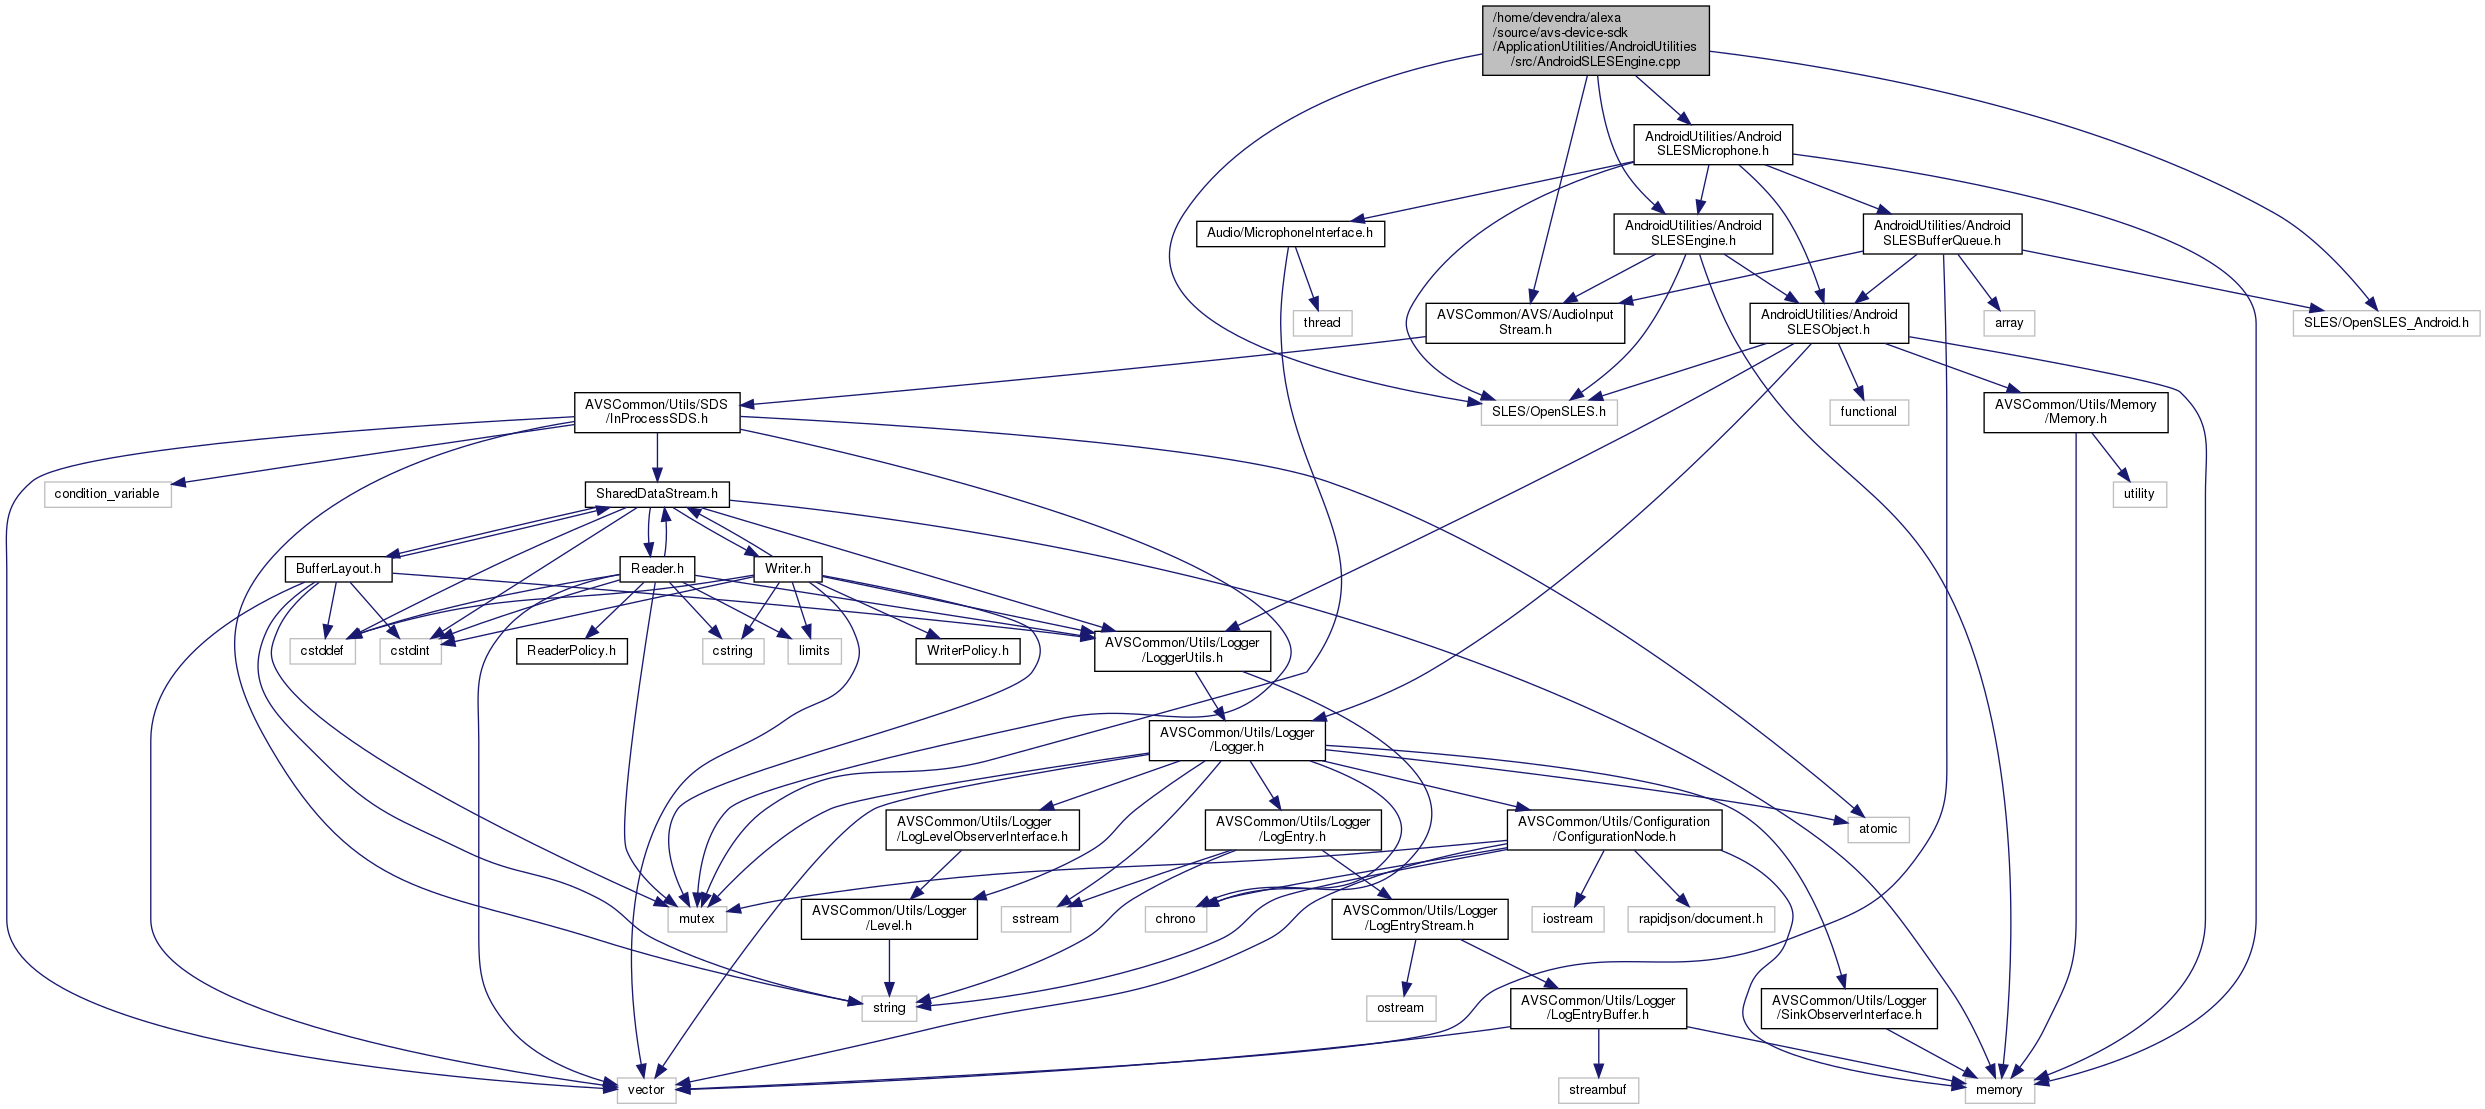 /home/devendra/alexa
/source/avs-device-sdk
/ApplicationUtilities/AndroidUtilities
/src/AndroidSLESEngine.cpp
AndroidUtilities/Android
SLESMicrophone.h
Audio/MicrophoneInterface.h
AndroidUtilities/Android
SLESEngine.h
AndroidUtilities/Android
SLESBufferQueue.h
thread
AVSCommon/AVS/AudioInput
Stream.h
AndroidUtilities/Android
SLESObject.h
array
SLES/OpenSLES_Android.h
AVSCommon/Utils/SDS
/InProcessSDS.h
SLES/OpenSLES.h
functional
AVSCommon/Utils/Memory
/Memory.h
condition_variable
SharedDataStream.h
utility
BufferLayout.h
Reader.h
Writer.h
cstddef
cstdint
ReaderPolicy.h
cstring
limits
WriterPolicy.h
AVSCommon/Utils/Logger
/LoggerUtils.h
AVSCommon/Utils/Logger
/Logger.h
AVSCommon/Utils/Logger
/LogLevelObserverInterface.h
AVSCommon/Utils/Logger
/LogEntry.h
AVSCommon/Utils/Configuration
/ConfigurationNode.h
atomic
mutex
AVSCommon/Utils/Logger
/Level.h
sstream
chrono
AVSCommon/Utils/Logger
/LogEntryStream.h
iostream
rapidjson/document.h
string
ostream
AVSCommon/Utils/Logger
/LogEntryBuffer.h
AVSCommon/Utils/Logger
/SinkObserverInterface.h
vector
streambuf
memory